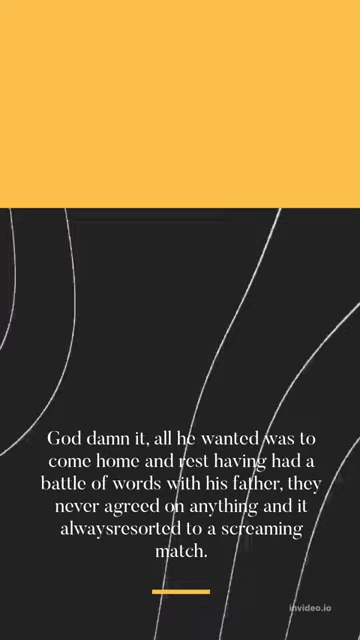 God damn it, all he wanted was to
come home and rest having had a
battle of words with his father, they
never agreed on anything and it
alwaysresorted to a screaming
match.
invideo.io